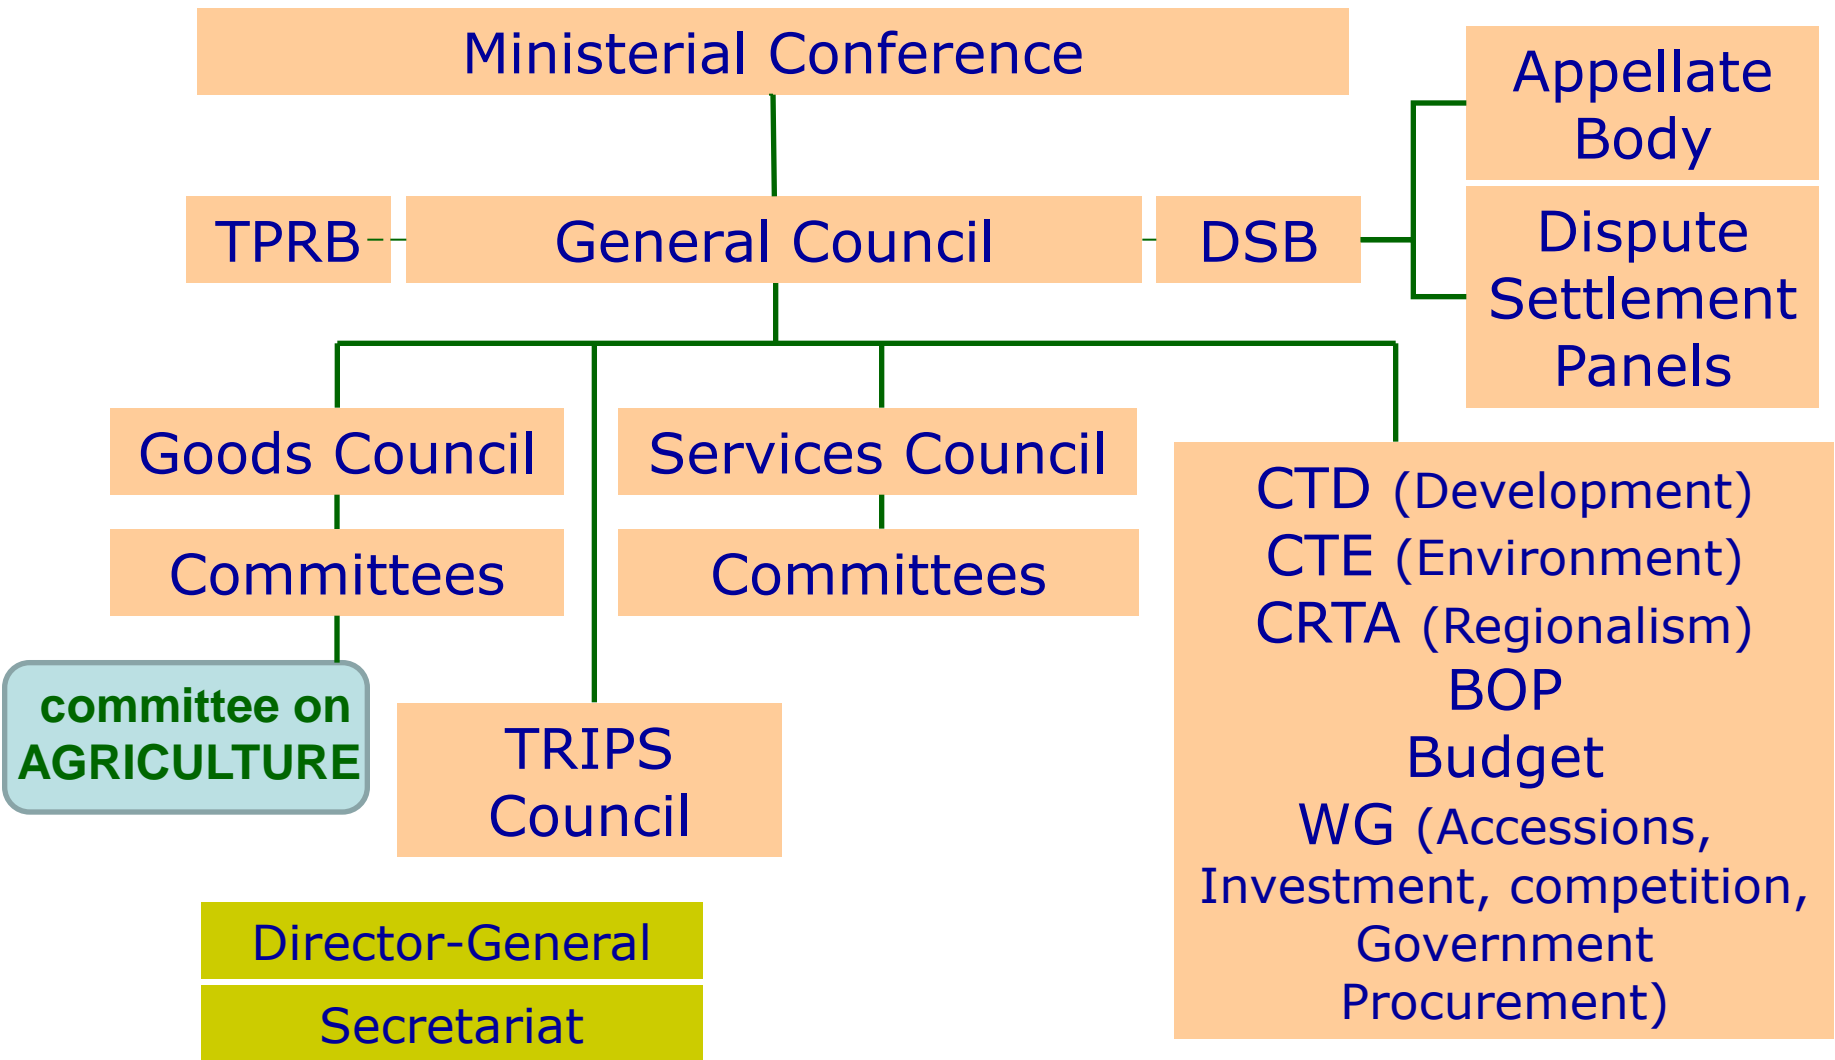 Ministerial Conference
Appellate
Body
TPRB
General Council
DSB
Dispute
Settlement
Panels
Goods Council
Services Council
Committees
Committees
committee on
AGRICULTURE
TRIPS
Council
CTD (Development)
CTE (Environment)
CRTA (Regionalism)
BOP
Budget
WG (Accessions,
Investment, competition,
Government
Procurement)
Director-General
Secretariat